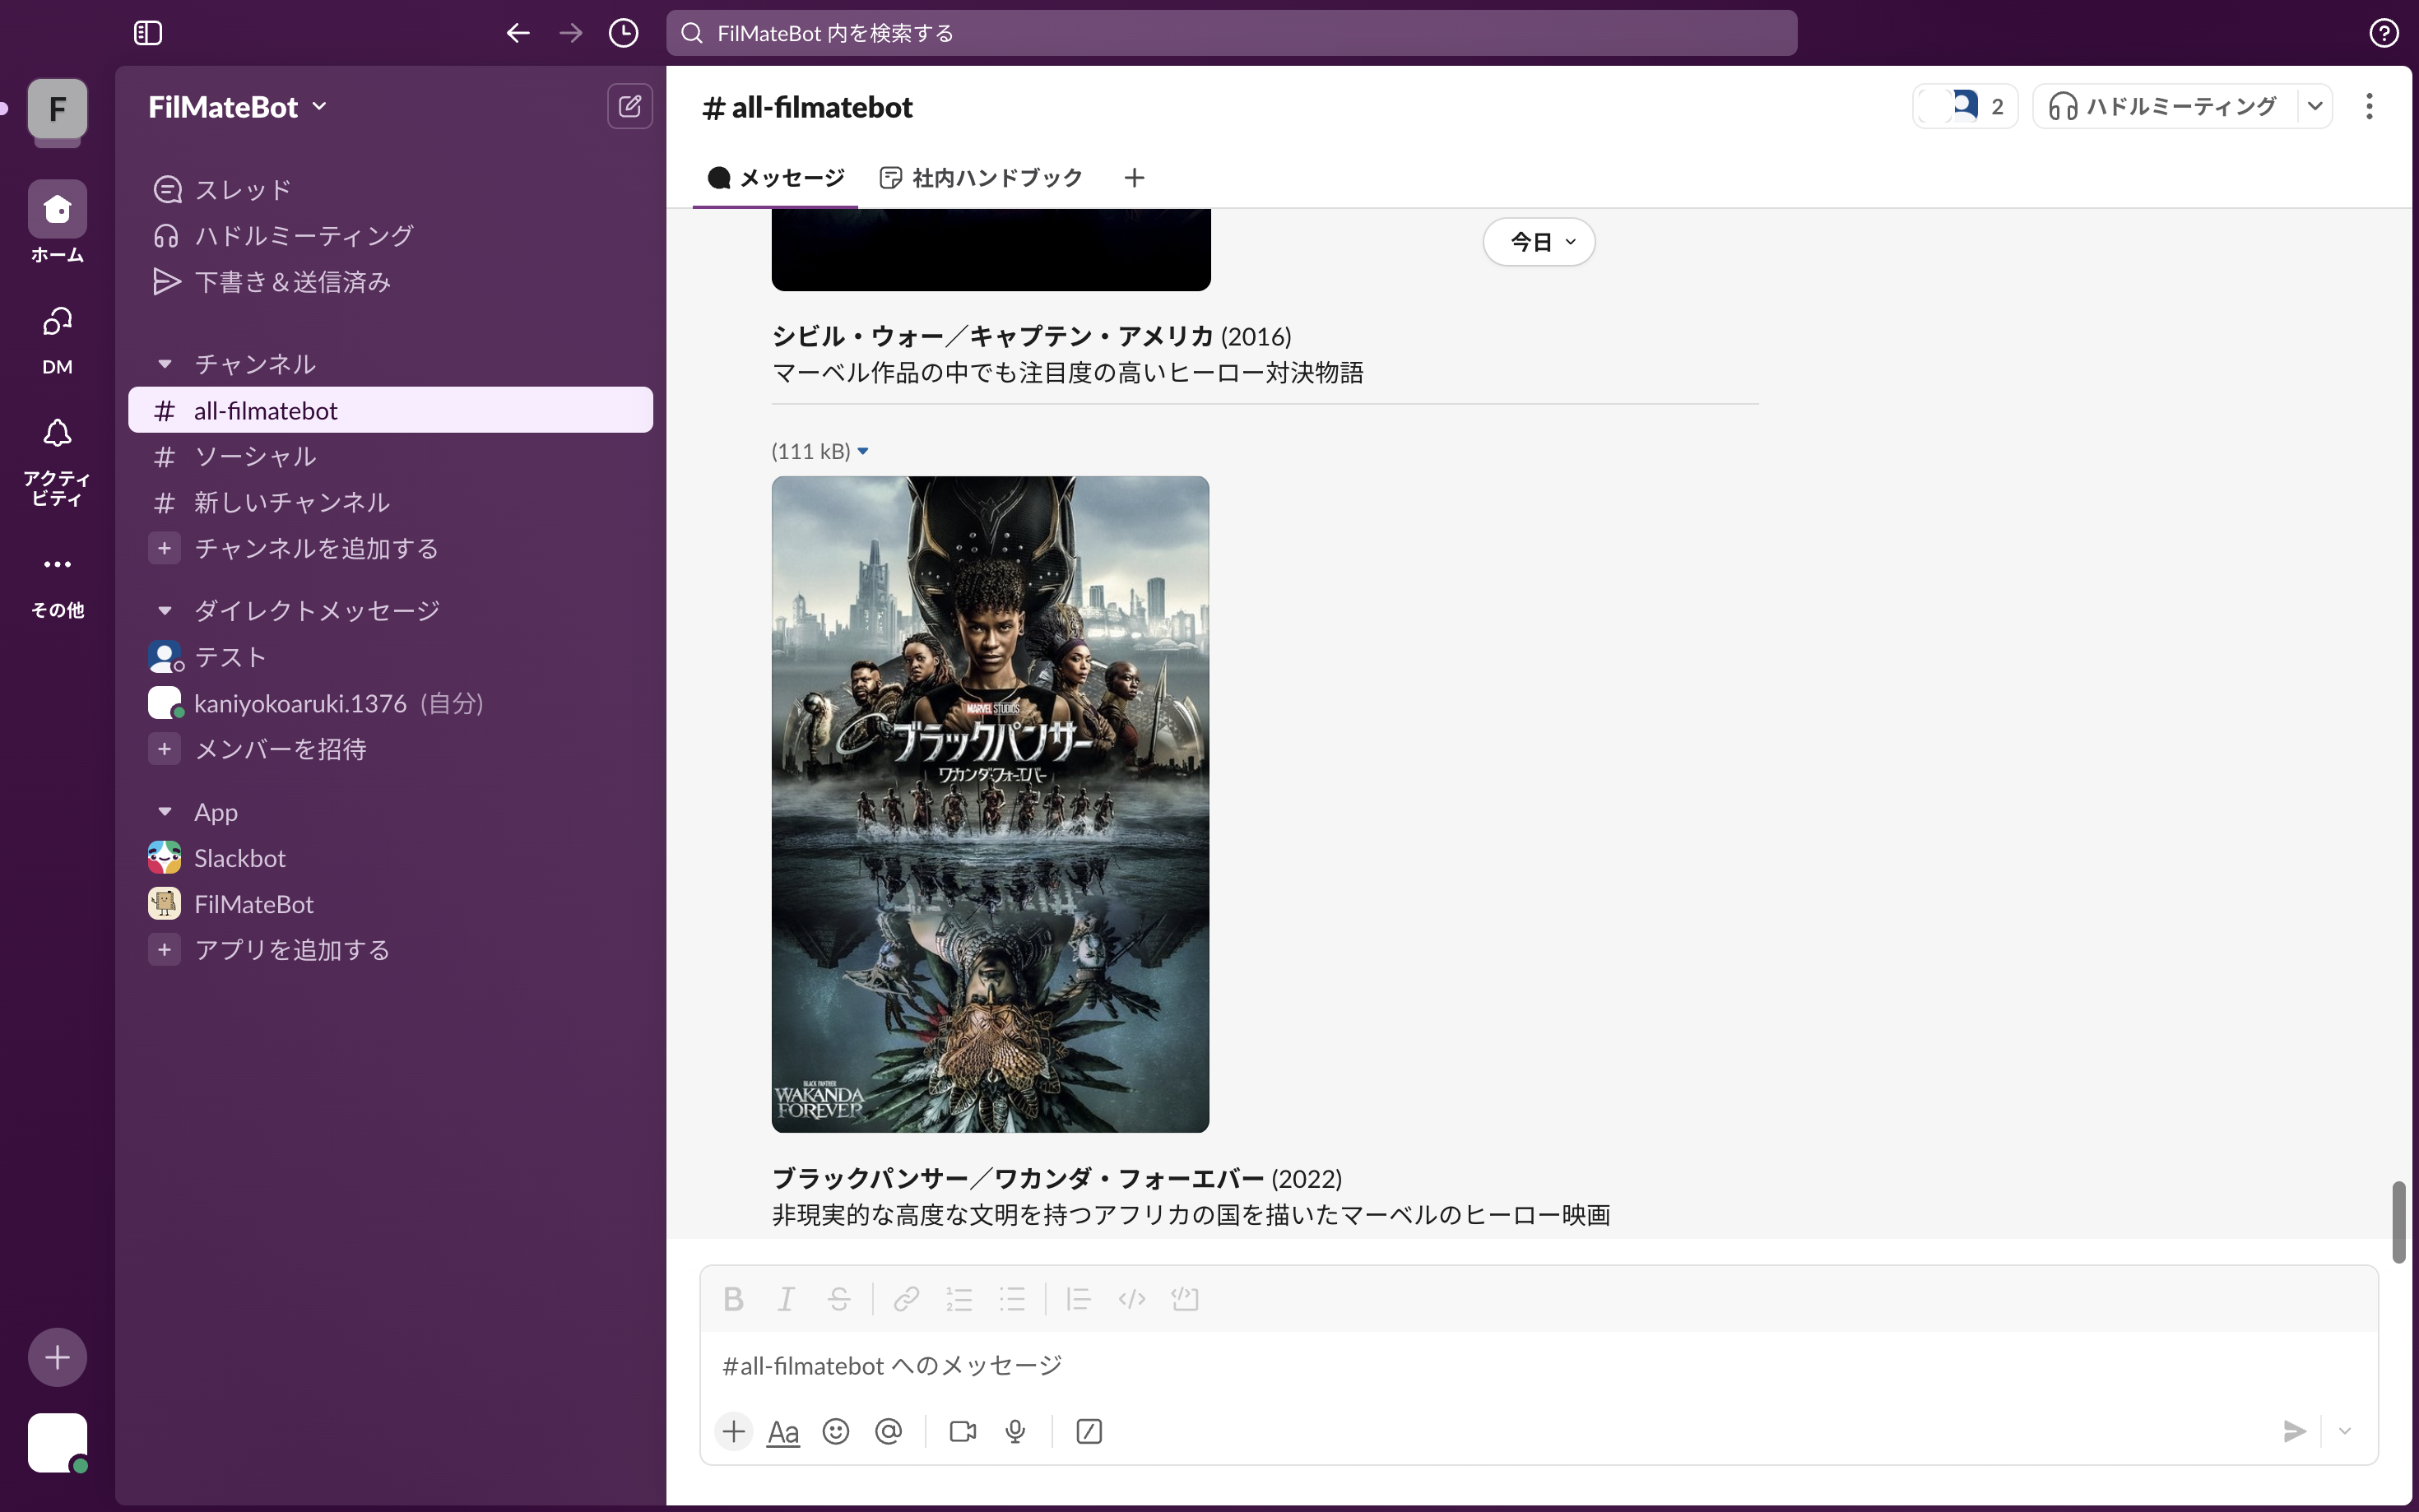 FilMateBot 内を検索する
F
ホーム
DM
アクティ
ビティ
その他
FilMateBot
スレッド
ハドルミーティング
下書き＆送信済み
チャンネル
# all-filmatebot
# ソーシャル
# 新しいチャンネル
+ チャンネルを追加する
ダイレクトメッセージ
テスト
kaniyokoaruki.1376 (自分)
+ メンバーを招待
App
Slackbot
FilMateBot
+ アプリを追加する
# all-filmatebot
2
ハドルミーティング
メッセージ
社内ハンドブック
今日
シビル・ウォー／キャプテン・アメリカ (2016)
マーベル作品の中でも注目度の高いヒーロー対決物語
(111 kB)
MARVEL STUDIOS
ブラックパンサー
ワカンダ・フォーエバー
BLACK PANTHER
WAKANDA
FOREVER
ブラックパンサー／ワカンダ・フォーエバー (2022)
非現実的な高度な文明を持つアフリカの国を描いたマーベルのヒーロー映画
B I S
#all-filmatebot へのメッセージ
Aa